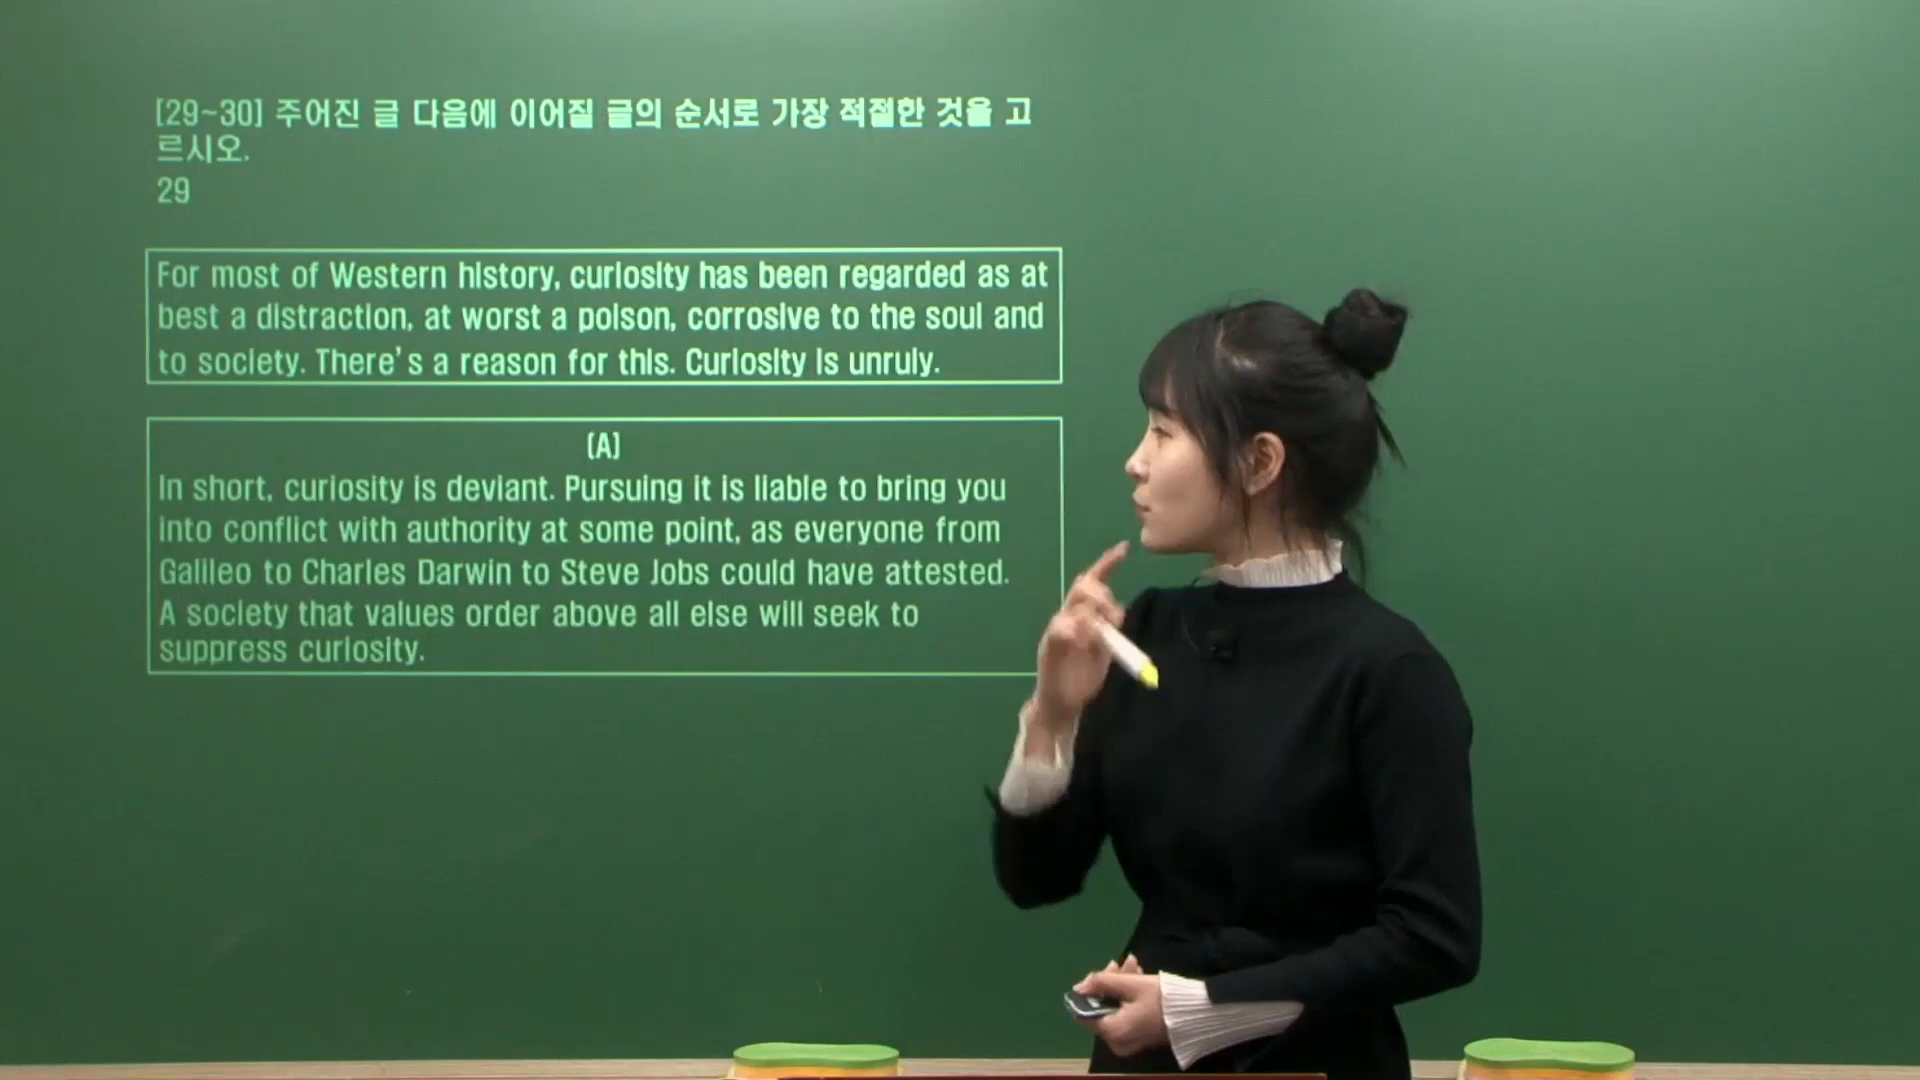 [29~30] 주어진 글 다음에 이어질 글의 순서로 가장 적절한 것을 고
르시오.
29
For most of Western history, curiosity has been regarded as at
best a distraction, at worst a poison, corrosive to the soul and
to society. There's a reason for this. Curiosity is unruly.
(A)
In short, curiosity is deviant. Pursuing it is liable to bring you
into conflict with authority at some point, as everyone from
Galileo to Charles Darwin to Steve Jobs could have attested.
A society that values order above all else will seek to
suppress curiosity.